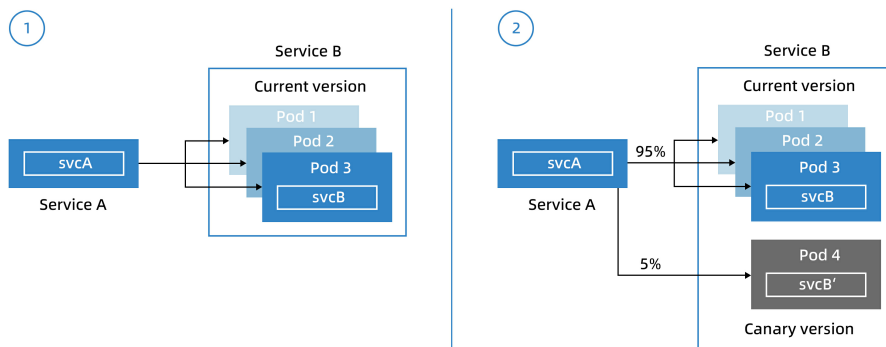 1
Service B
Current version
Pod 1
Pod 2
Pod 3
svcB
svcA
Service A
2
Service B
Current version
Pod 1
Pod 2
Pod 3
svcB
svcA
Service A
95%
5%
Pod 4
svcB‘
Canary version